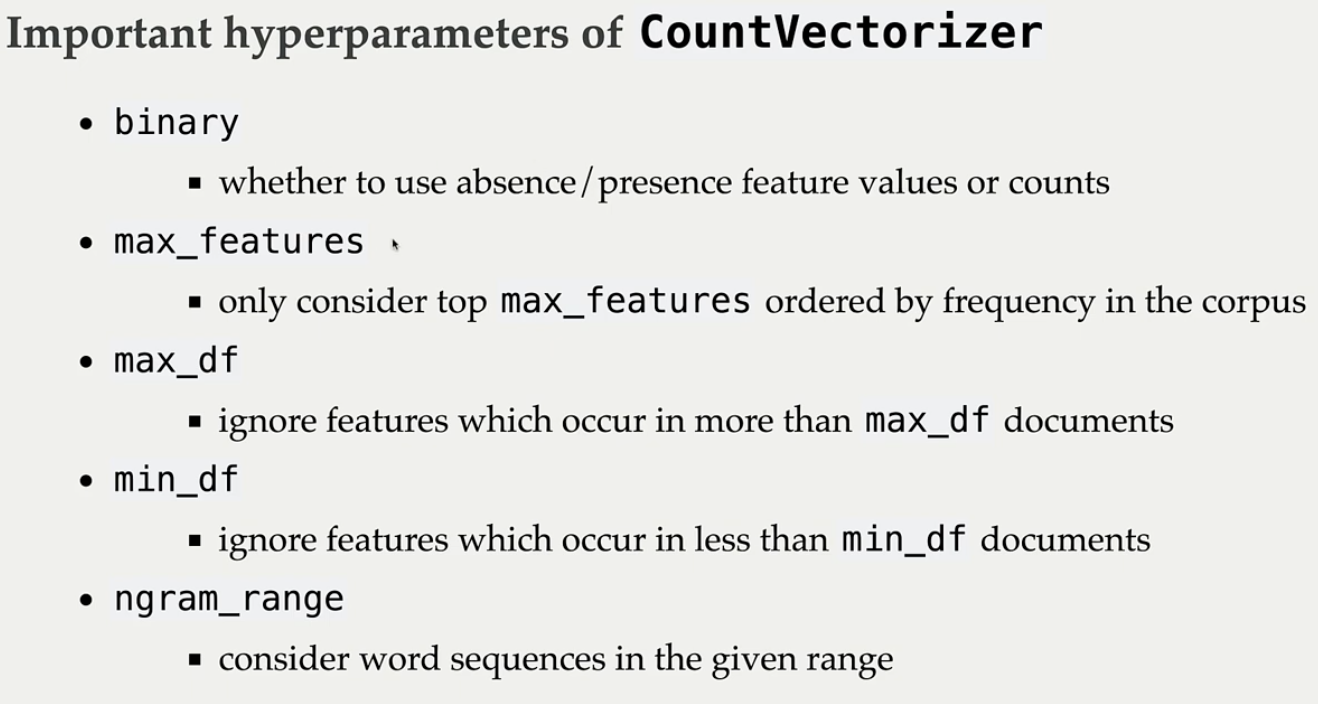 Important hyperparameters of CountVectorizer
• binary
▪ whether to use absence/presence feature values or counts
• max_features
▪ only consider top max_features ordered by frequency in the corpus
• max_df
▪ ignore features which occur in more than max_df documents
• min_df
▪ ignore features which occur in less than min_df documents
• ngram_range
▪ consider word sequences in the given range